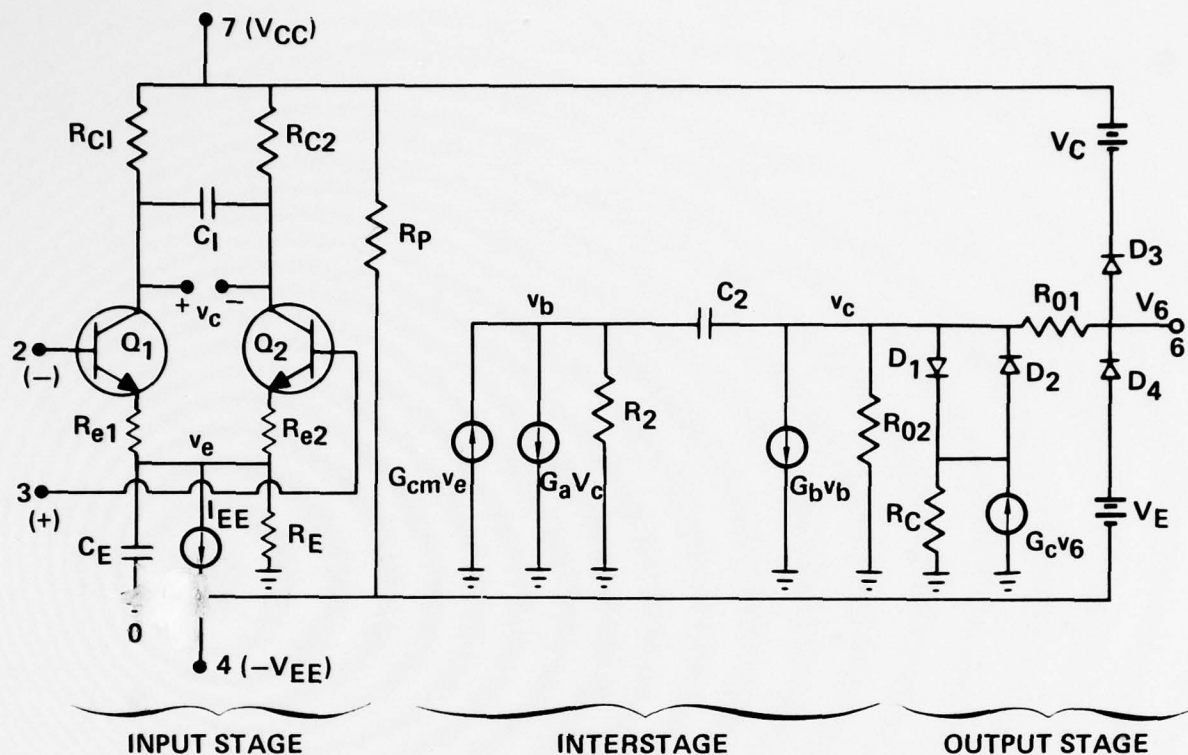 7 (VCC)
RC1
RC2
C1
+ vc −
RP
2
(−)
Q1
Q2
Re1
ve
Re2
3
(+)
IEE
CE
RE
0
4 (−VEE)
vb
C2
vc
R2
Gcmve
GaVc
Gbvb
R02
D1
D2
R01
RC
Gcv6
VC
D3
V6
6
D4
VE
INPUT STAGE
INTERSTAGE
OUTPUT STAGE